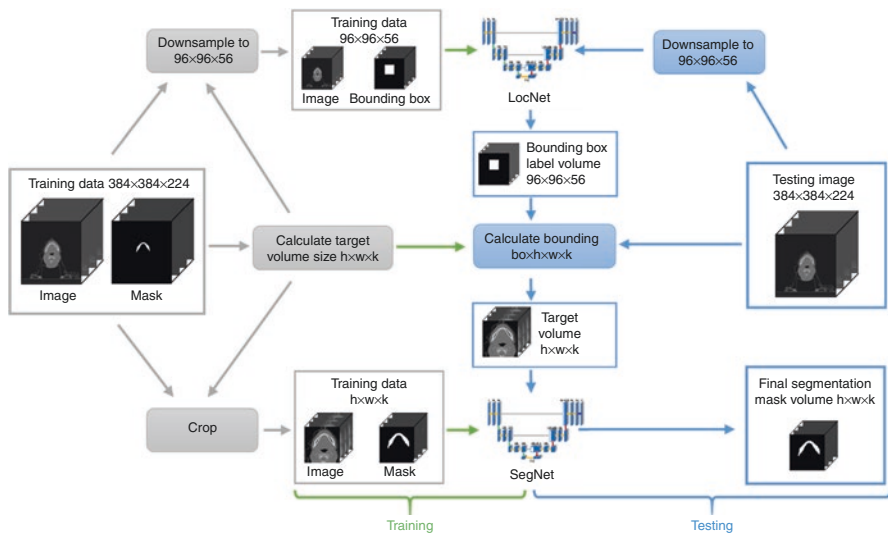 Downsample to
96×96×56
Training data
96×96×56
Image
Bounding box
LocNet
Downsample to
96×96×56
Bounding box
label volume
96×96×56
Training data 384×384×224
Image
Mask
Calculate target
volume size h×w×k
Calculate bounding
bo×h×w×k
Testing image
384×384×224
Target
volume
h×w×k
Crop
Training data
h×w×k
Image
Mask
SegNet
Final segmentation
mask volume h×w×k
Training
Testing